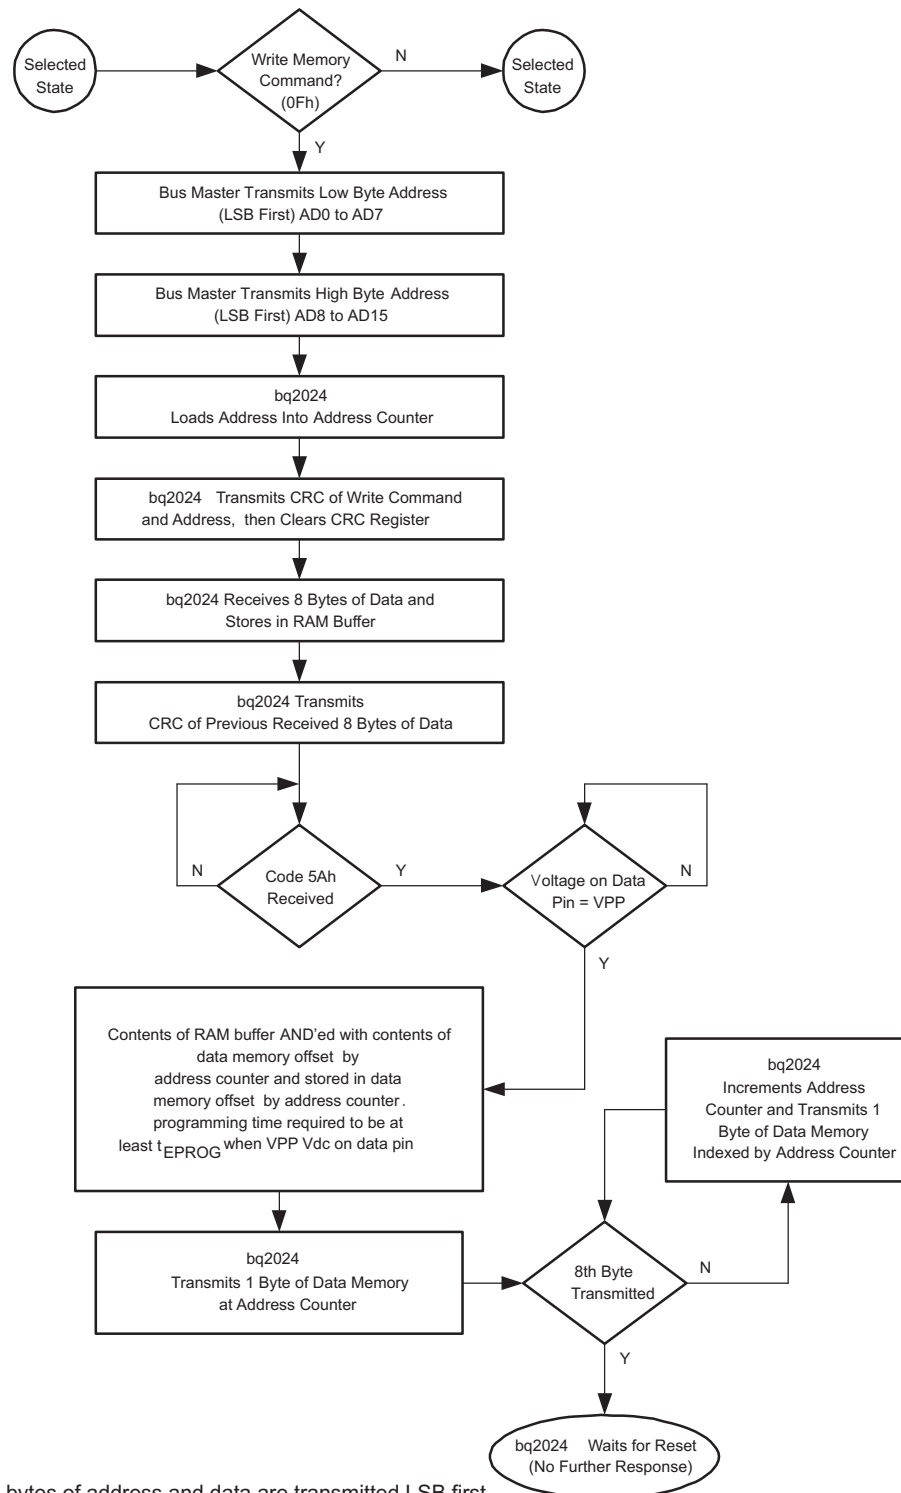 Selected
State
Write Memory
Command?
(0Fh)
N
Selected
State
Y
Bus Master Transmits Low Byte Address
(LSB First) AD0 to AD7
Bus Master Transmits High Byte Address
(LSB First) AD8 to AD15
bq2024
Loads Address Into Address Counter
bq2024 Transmits CRC of Write Command
and Address, then Clears CRC Register
bq2024 Receives 8 Bytes of Data and
Stores in RAM Buffer
bq2024 Transmits
CRC of Previous Received 8 Bytes of Data
N
Code 5Ah
Received
Y
Voltage on Data
Pin = VPP
N
Y
Contents of RAM buffer AND'ed with contents of
data memory offset by
address counter and stored in data
memory offset by address counter.
programming time required to be at
least tEPROG when VPP Vdc on data pin
bq2024
Increments Address
Counter and Transmits 1
Byte of Data Memory
Indexed by Address Counter
bq2024
Transmits 1 Byte of Data Memory
at Address Counter
8th Byte
Transmitted
N
Y
bq2024 Waits for Reset
(No Further Response)
bytes of address and data are transmitted LSB first